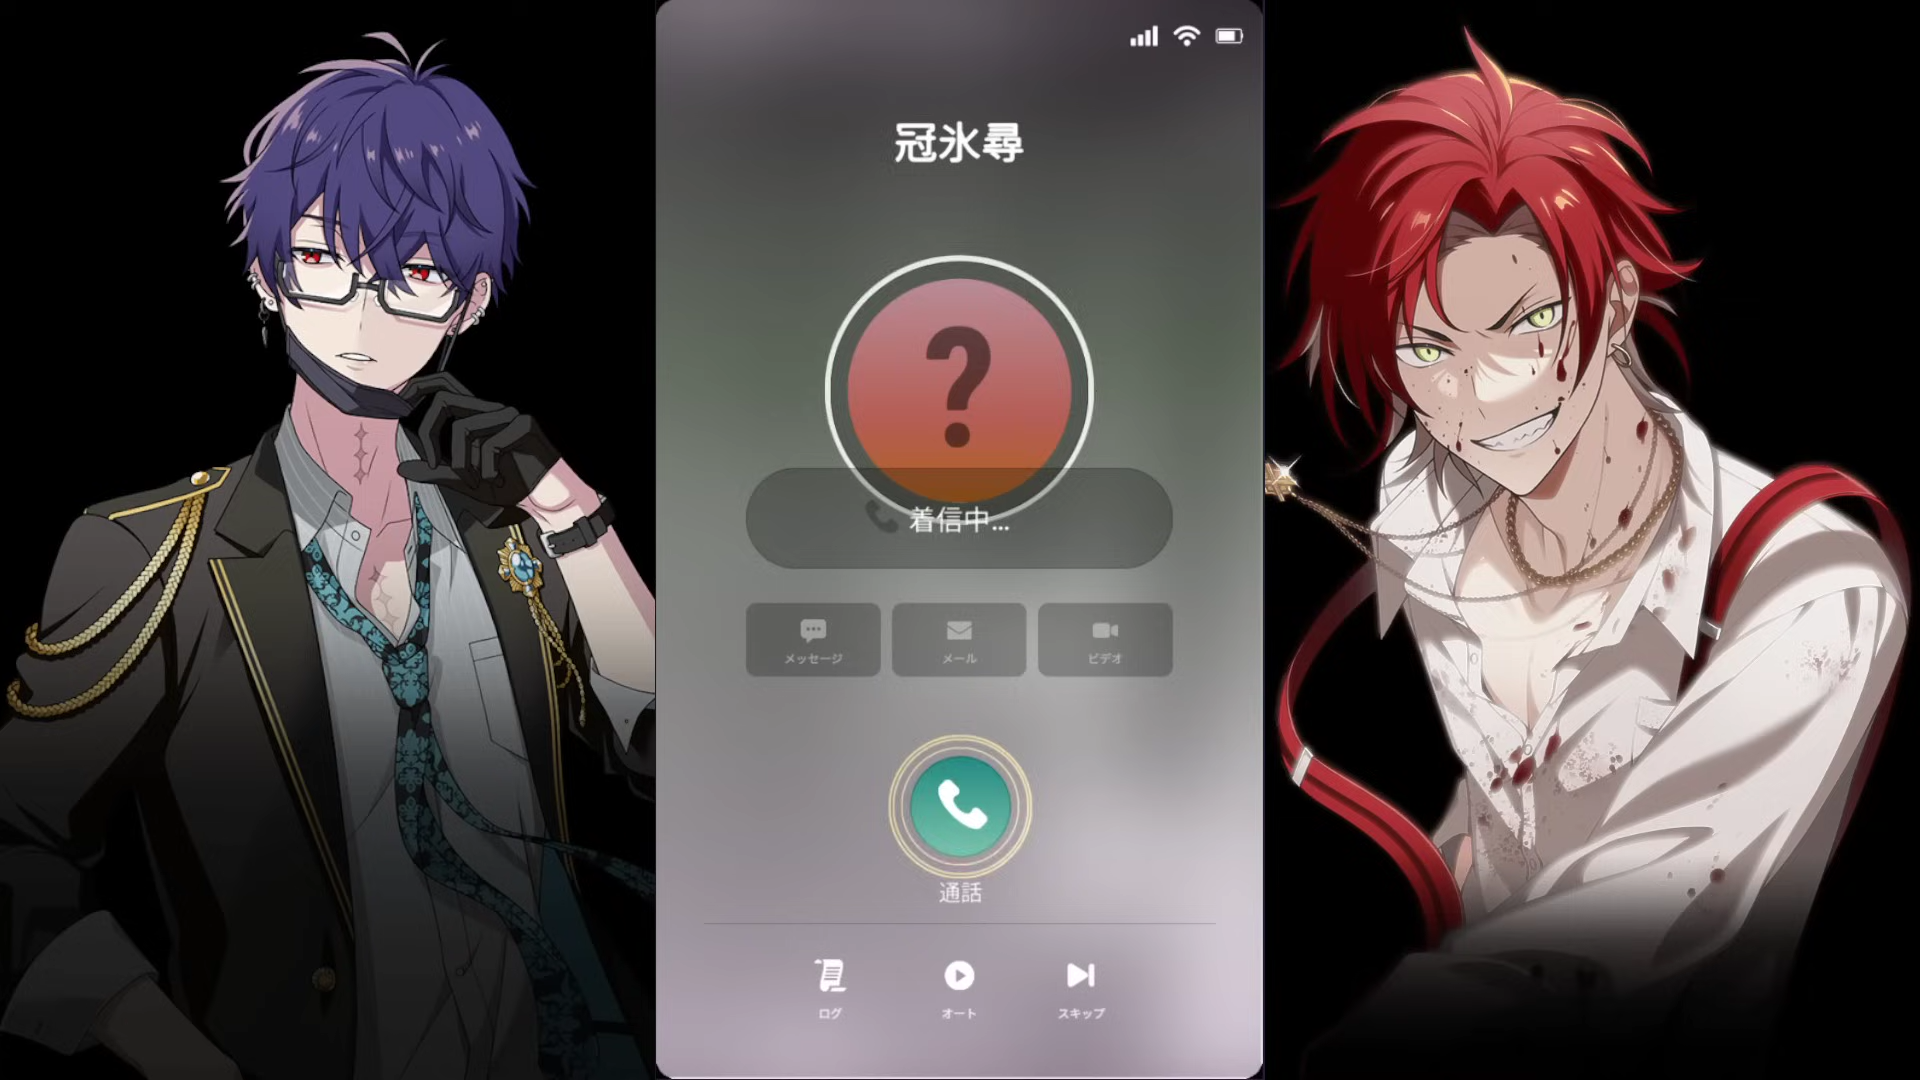 冠氷尋
?
着信中...
メッセージ
メール
ビデオ
通話
ログ
オート
スキップ